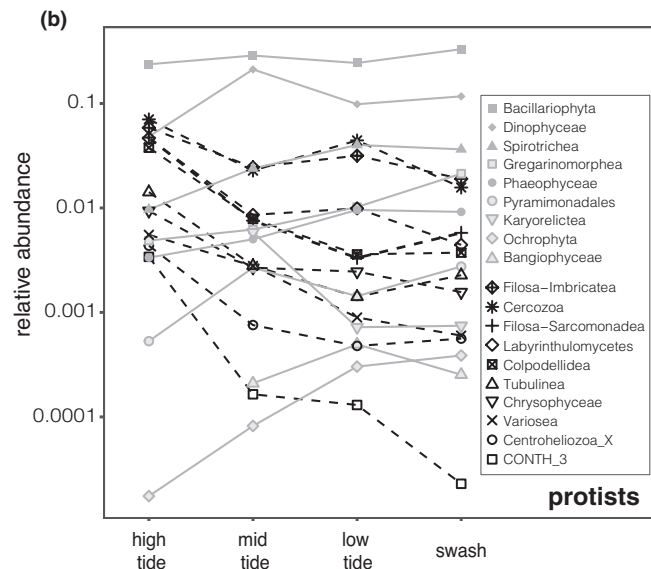 (b)
relative abundance
0.1
0.01
0.001
0.0001
Bacillariophyta
Dinophyceae
Spirotrichea
Gregarinomorphea
Phaeophyceae
Pyramimonadales
Karyorelictea
Ochrophyta
Bangiophyceae
Filosa−Imbricatea
Cercozoa
Filosa−Sarcomonadea
Labyrinthulomycetes
Colpodellidea
Tubulinea
Chrysophyceae
Variosea
Centroheliozoa_X
CONTH_3
protists
high
tide
mid
tide
low
tide
swash